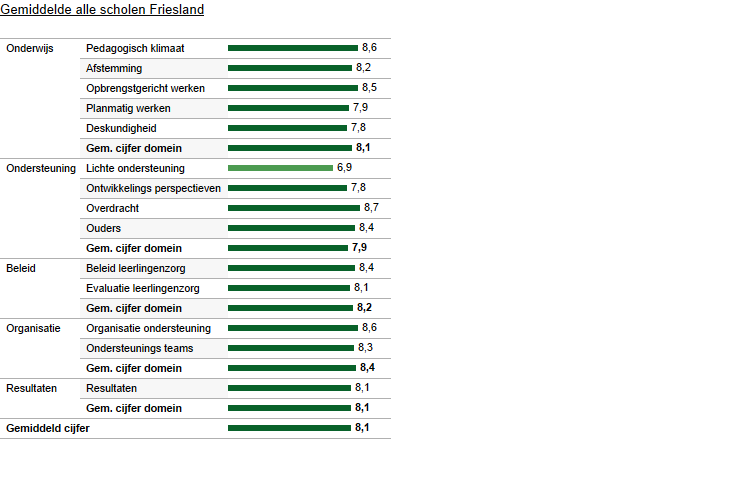 Gemiddelde alle scholen Friesland
Onderwijs Pedagogisch klimaat 8,6
Afstemming 8,2
Opbrengstgericht werken 8,5
Planmatig werken 7,9
Deskundigheid 7,8
Gem. cijfer domein 8,1
Ondersteuning Lichte ondersteuning 6,9
Ontwikkelings perspectieven 7,8
Overdracht 8,7
Ouders 8,4
Gem. cijfer domein 7,9
Beleid Beleid leerlingenzorg 8,4
Evaluatie leerlingenzorg 8,1
Gem. cijfer domein 8,2
Organisatie Organisatie ondersteuning 8,6
Ondersteunings teams 8,3
Gem. cijfer domein 8,4
Resultaten Resultaten 8,1
Gem. cijfer domein 8,1
Gemiddeld cijfer 8,1